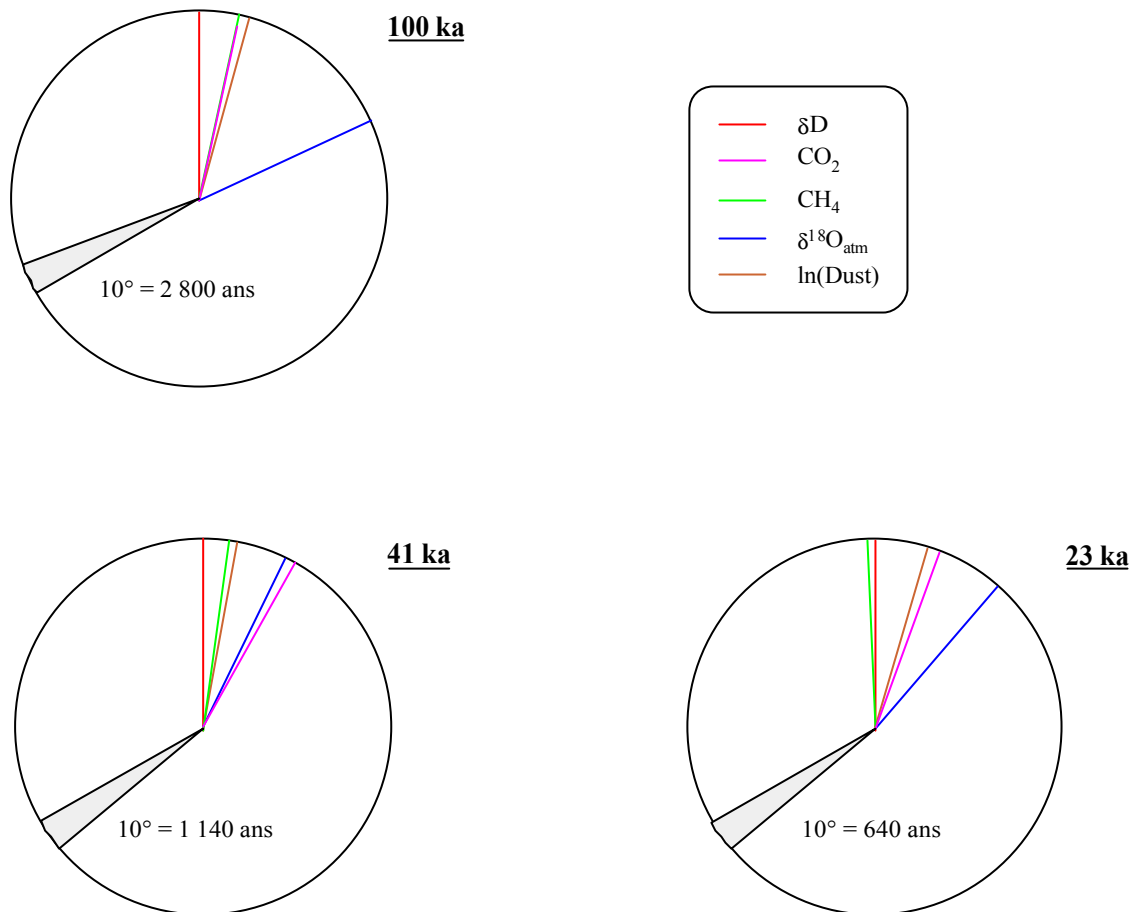 100 ka
δD
CO₂
CH₄
δ¹⁸Oatm
ln(Dust)
10° = 2 800 ans
41 ka
10° = 1 140 ans
23 ka
10° = 640 ans